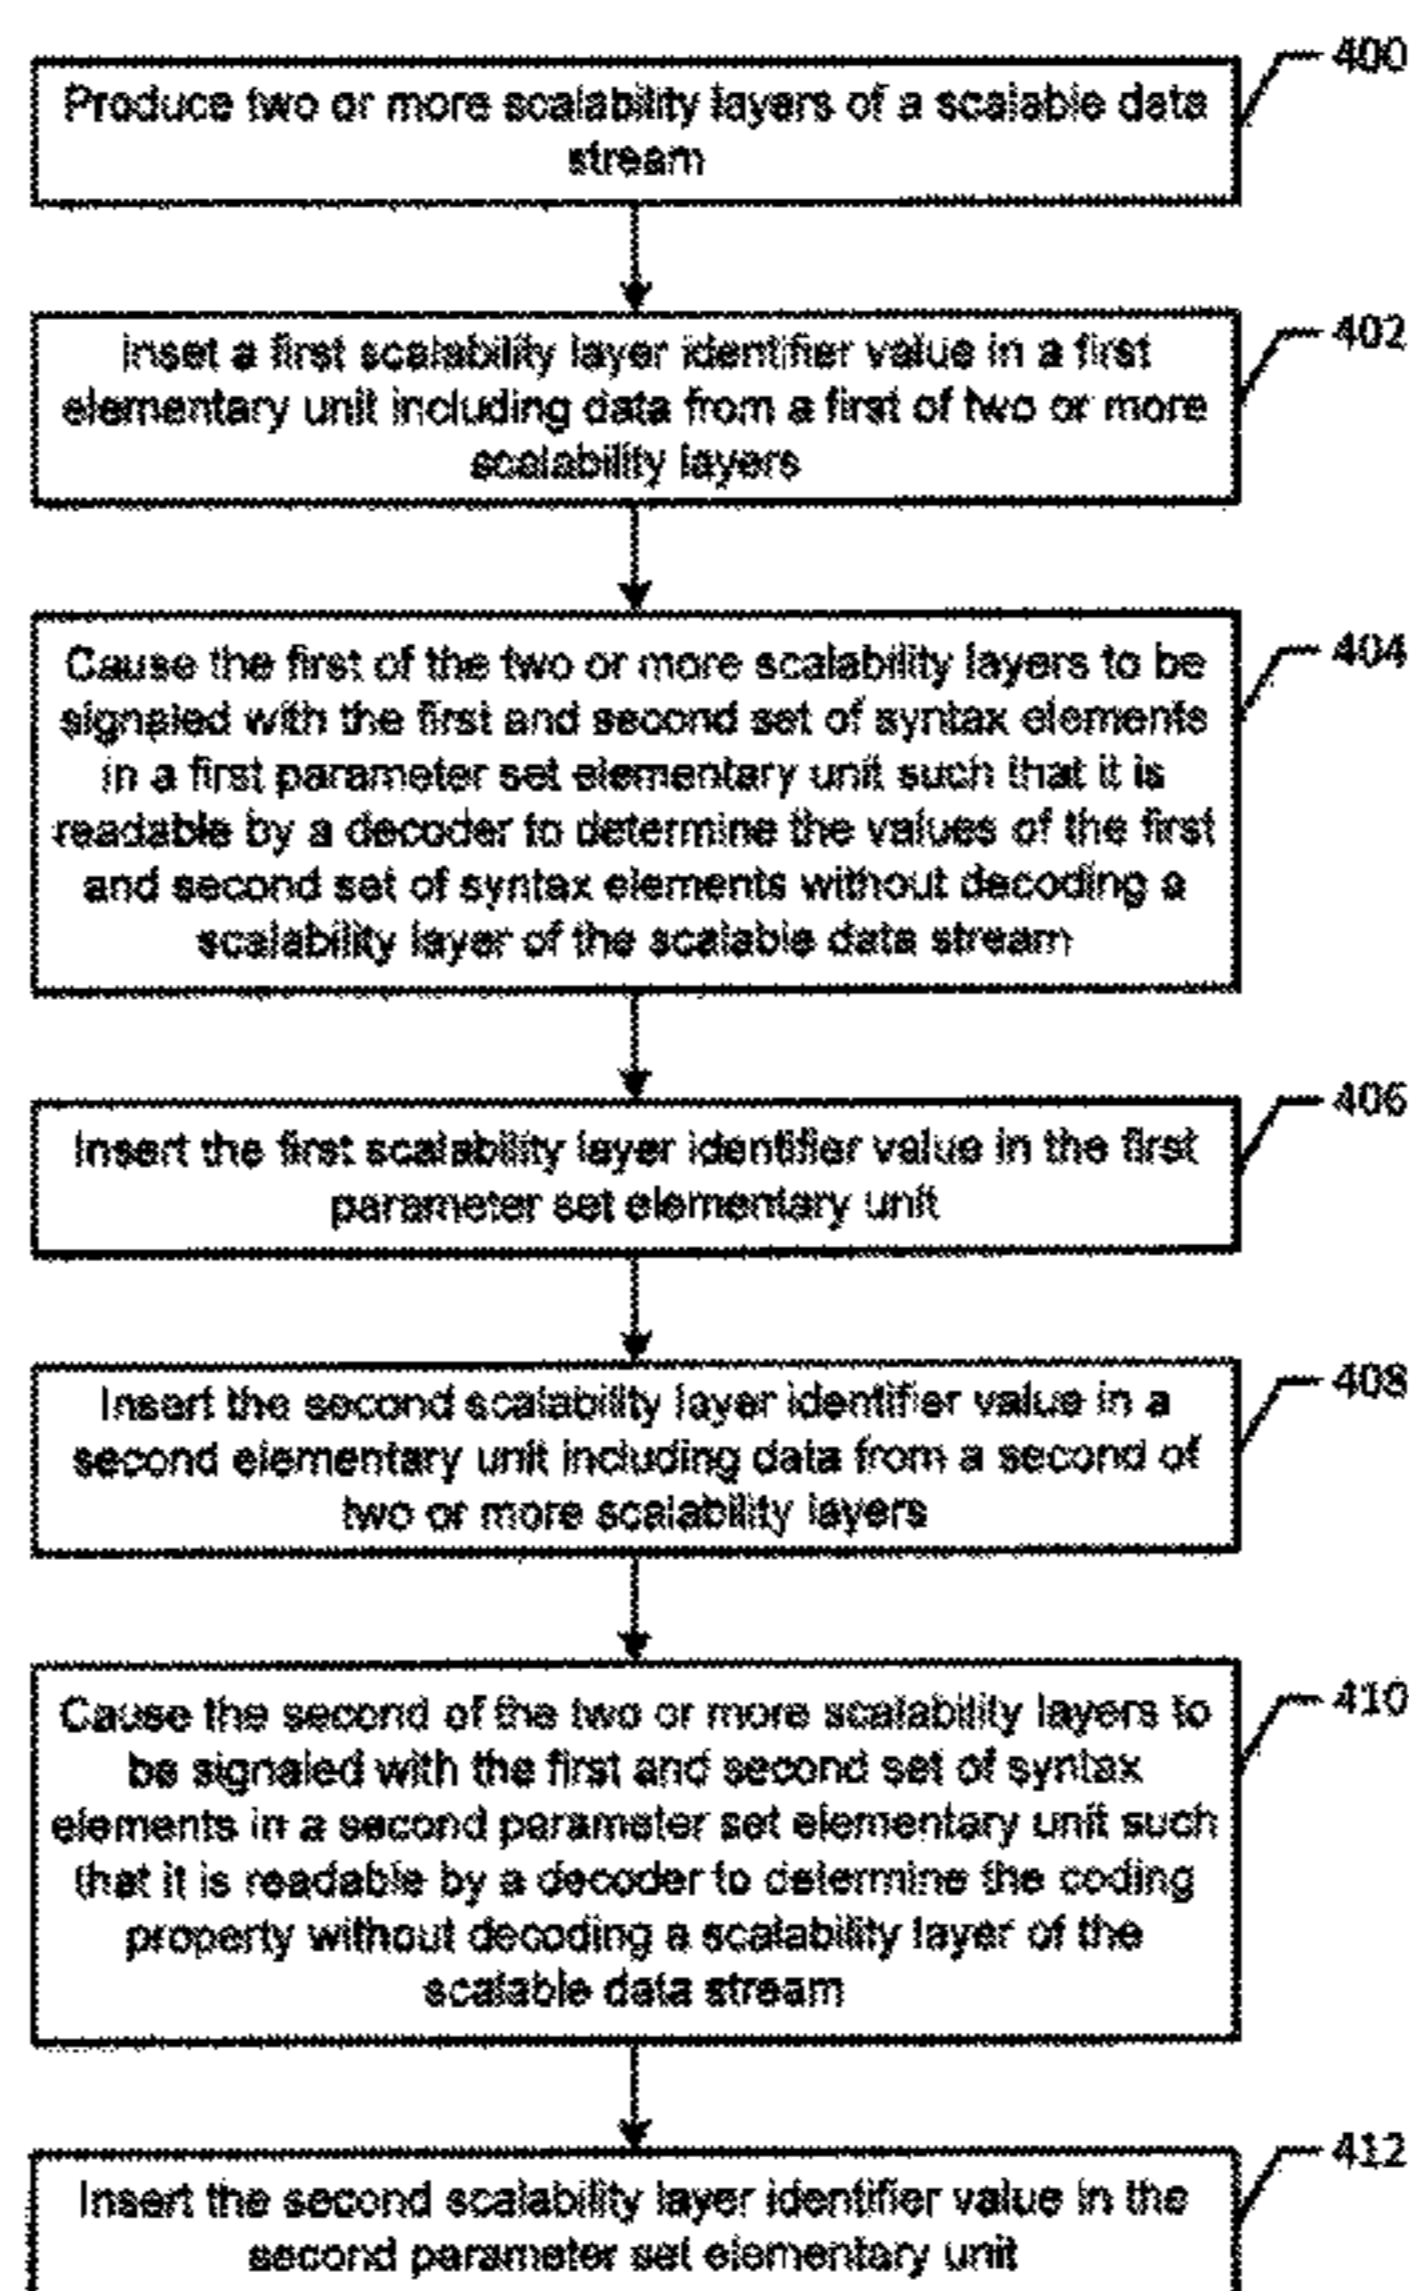 400
Produce two or more scalability layers of a scalable data
stream
402
Inset a first scalability layer identifier value in a first
elementary unit including data from a first of two or more
scalability layers
404
Cause the first of the two or more scalability layers to be
signaled with the first and second set of syntax elements
in a first parameter set elementary unit such that it is
readable by a decoder to determine the values of the first
and second set of syntax elements without decoding a
scalability layer of the scalable data stream
406
Insert the first scalability layer identifier value in the first
parameter set elementary unit
408
Insert the second scalability layer identifier value in a
second elementary unit including data from a second of
two or more scalability layers
410
Cause the second of the two or more scalability layers to
be signaled with the first and second set of syntax
elements in a second parameter set elementary unit such
that it is readable by a decoder to determine the coding
property without decoding a scalability layer of the
scalable data stream
412
Insert the second scalability layer identifier value in the
second parameter set elementary unit